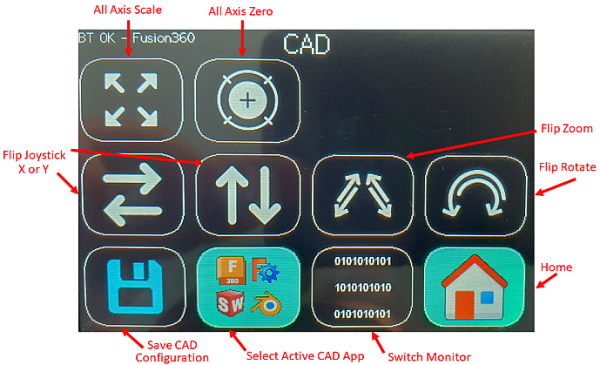 All Axis Scale
All Axis Zero
BT OK - Fusion360
CAD
Flip Zoom
Flip Joystick
X or Y
Flip Rotate
F
360
F
SW
0101010101
1010101010
0101010101
Home
Save CAD
Configuration
Select Active CAD App
Switch Monitor